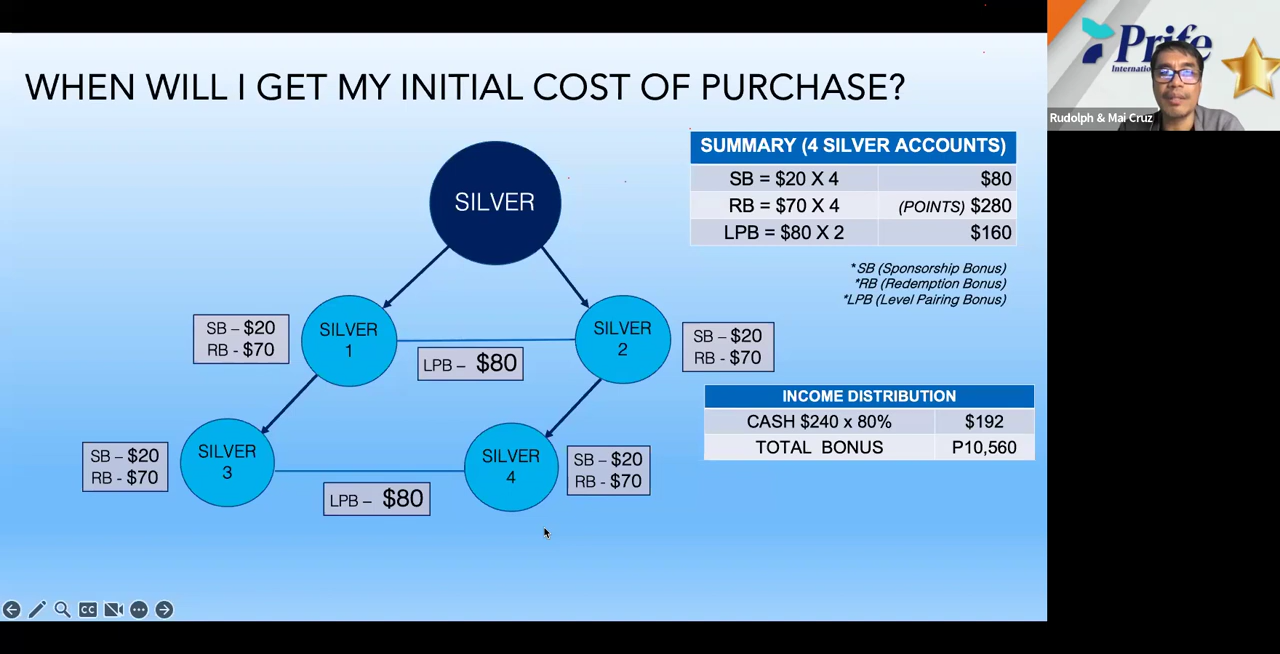 WHEN WILL I GET MY INITIAL COST OF PURCHASE?
SILVER
SILVER
1
SB – $20
RB - $70
LPB – $80
SILVER
2
SB – $20
RB - $70
SILVER
3
SB – $20
RB - $70
LPB – $80
SILVER
4
SB – $20
RB - $70
SUMMARY (4 SILVER ACCOUNTS)
SB = $20 X 4 $80
RB = $70 X 4 (POINTS) $280
LPB = $80 X 2 $160
*SB (Sponsorship Bonus)
*RB (Redemption Bonus)
*LPB (Level Pairing Bonus)
INCOME DISTRIBUTION
CASH $240 x 80% $192
TOTAL BONUS P10,560
CC
Prife
Rudolph & Mai Cruz